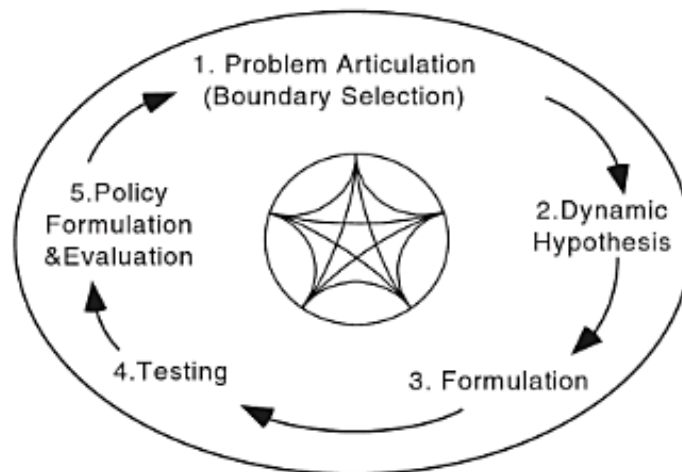 1. Problem Articulation
(Boundary Selection)
2.Dynamic
Hypothesis
3. Formulation
4.Testing
5.Policy
Formulation
&Evaluation